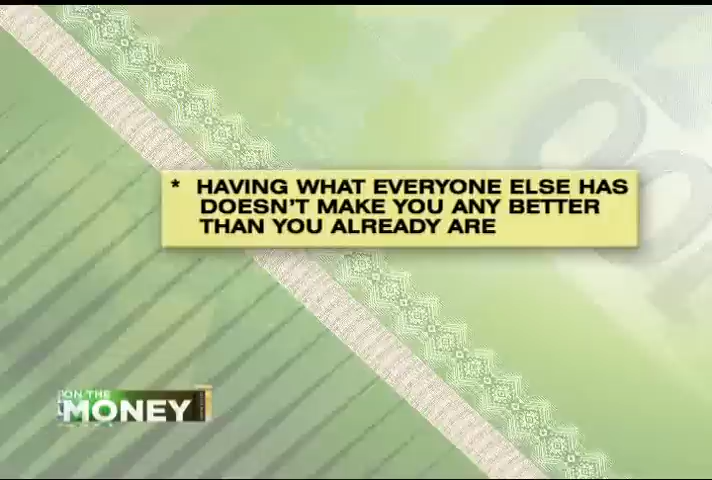 * HAVING WHAT EVERYONE ELSE HAS
DOESN'T MAKE YOU ANY BETTER
THAN YOU ALREADY ARE
ON THE
MONEY